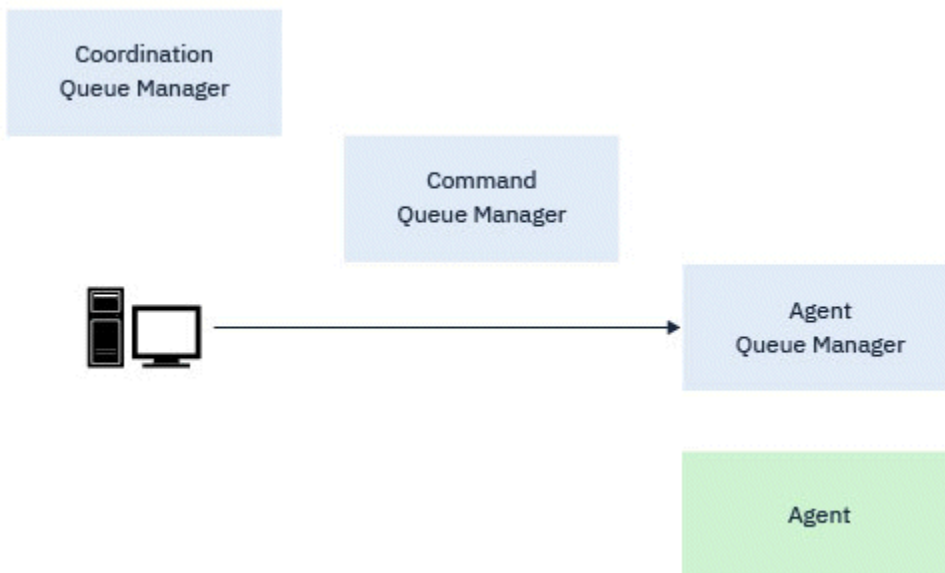 Coordination
Queue Manager
Command
Queue Manager
Agent
Queue Manager
Agent